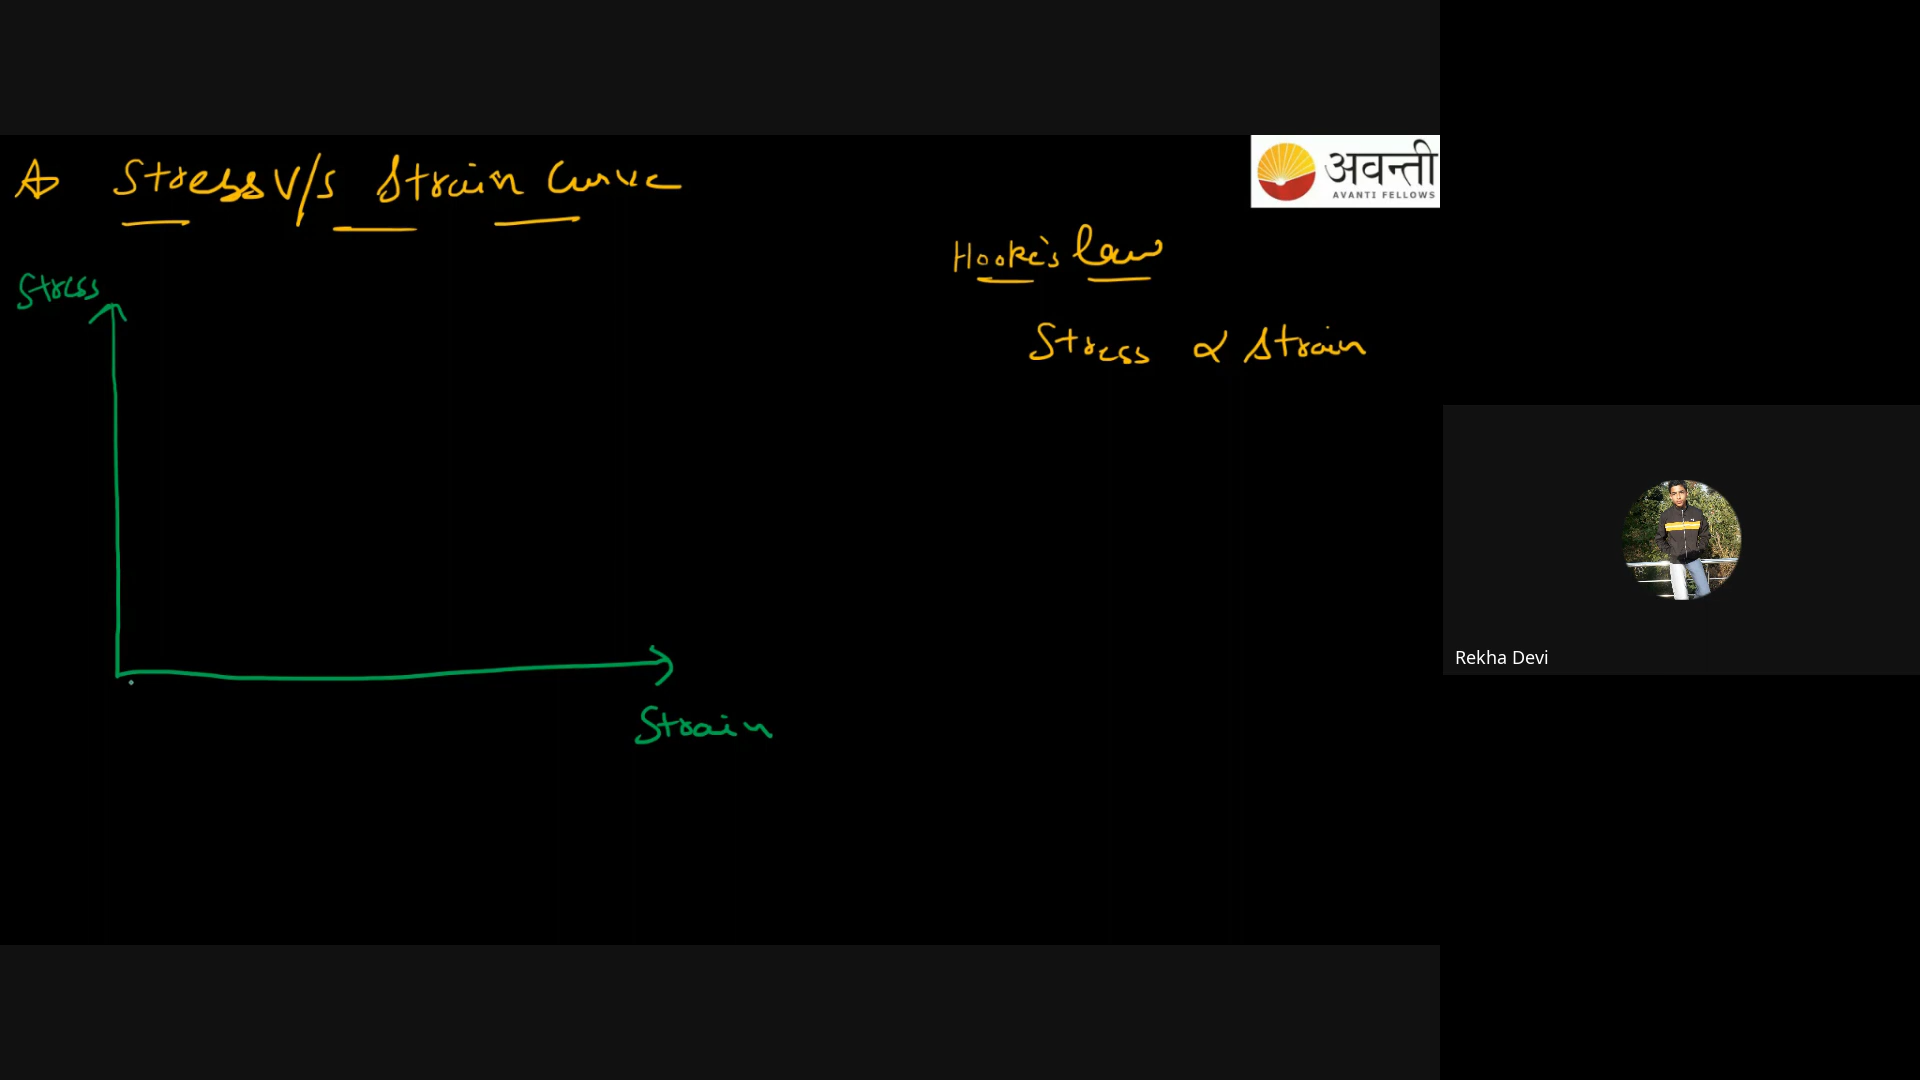 Stress V/s Strain Curve
अवन्ती
AVANTI FELLOWS
Hooke's law
Stress
Stress ∝ Strain
Rekha Devi
Strain